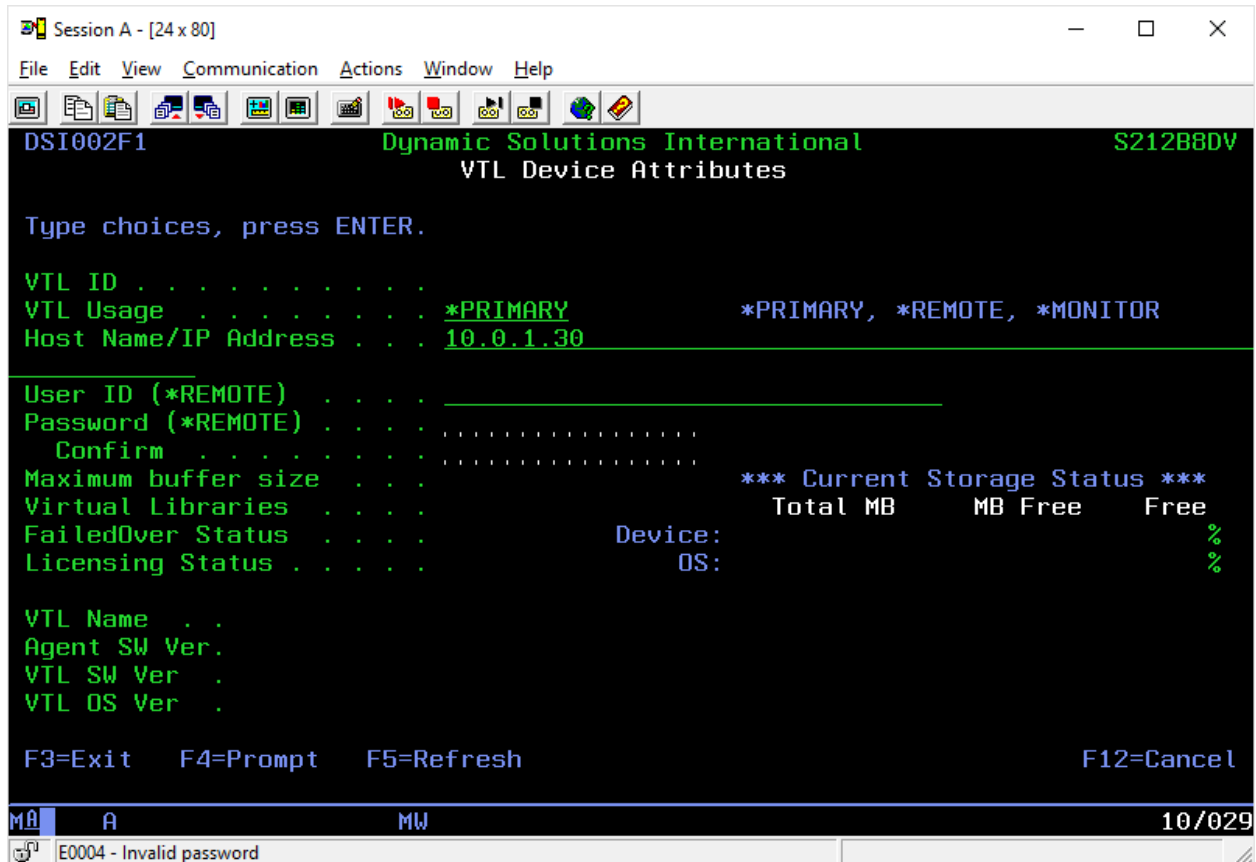 Session A - [24 x 80]
File Edit View Communication Actions Window Help
DSI002F1 Dynamic Solutions International S212B8DV
VTL Device Attributes
Type choices, press ENTER.
VTL ID . . . . . . . . . .
VTL Usage . . . . . . . . *PRIMARY *PRIMARY, *REMOTE, *MONITOR
Host Name/IP Address . . . 10.0.1.30
User ID (*REMOTE) . . . .
Password (*REMOTE) . . . .
Confirm . . . . . . . .
Maximum buffer size . . . *** Current Storage Status ***
Virtual Libraries . . . . Total MB MB Free Free
FailedOver Status . . . . Device: %
Licensing Status . . . . . OS: %
VTL Name . .
Agent SW Ver.
VTL SW Ver .
VTL OS Ver .
F3=Exit F4=Prompt F5=Refresh F12=Cancel
MA A MW 10/029
E0004 - Invalid password